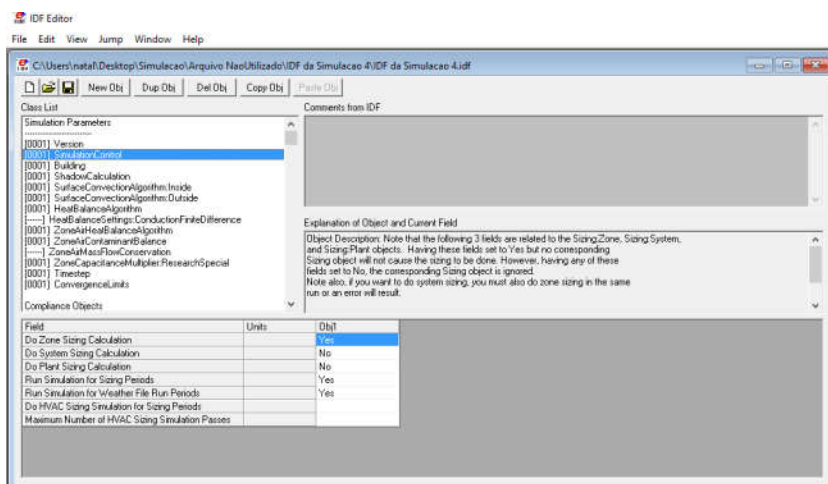 IDF Editor
File Edit View Jump Window Help
C:\Users\natal\Desktop\Simulacao\Arquivo NaoUtilizado\IDF da Simulacao 4\IDF da Simulacao 4.idf
New Obj Dup Obj Del Obj Copy Obj Paste Obj
Class List
Comments from IDF
Simulation Parameters
------------------------
[0001] Version
[0001] SimulationControl
[0001] Building
[0001] ShadowCalculation
[0001] SurfaceConvectionAlgorithm:Inside
[0001] SurfaceConvectionAlgorithm:Outside
[0001] HeatBalanceAlgorithm
[------] HeatBalanceSettings:ConductionFiniteDifference
[0001] ZoneAirHeatBalanceAlgorithm
[0001] ZoneAirContaminantBalance
[------] ZoneAirMassFlowConservation
[0001] ZoneCapacitanceMultiplier:ResearchSpecial
[0001] Timestep
[0001] ConvergenceLimits
Compliance Objects
Explanation of Object and Current Field
Object Description: Note that the following 3 fields are related to the Sizing:Zone, Sizing:System,
and Sizing:Plant objects. Having these fields set to Yes but no corresponding
Sizing object will not cause the sizing to be done. However, having any of these
fields set to No, the corresponding Sizing object is ignored.
Note also, if you want to do system sizing, you must also do zone sizing in the same
run or an error will result.
Field Units Obj1
Do Zone Sizing Calculation Yes
Do System Sizing Calculation No
Do Plant Sizing Calculation No
Run Simulation for Sizing Periods Yes
Run Simulation for Weather File Run Periods Yes
Do HVAC Sizing Simulation for Sizing Periods
Maximum Number of HVAC Sizing Simulation Passes